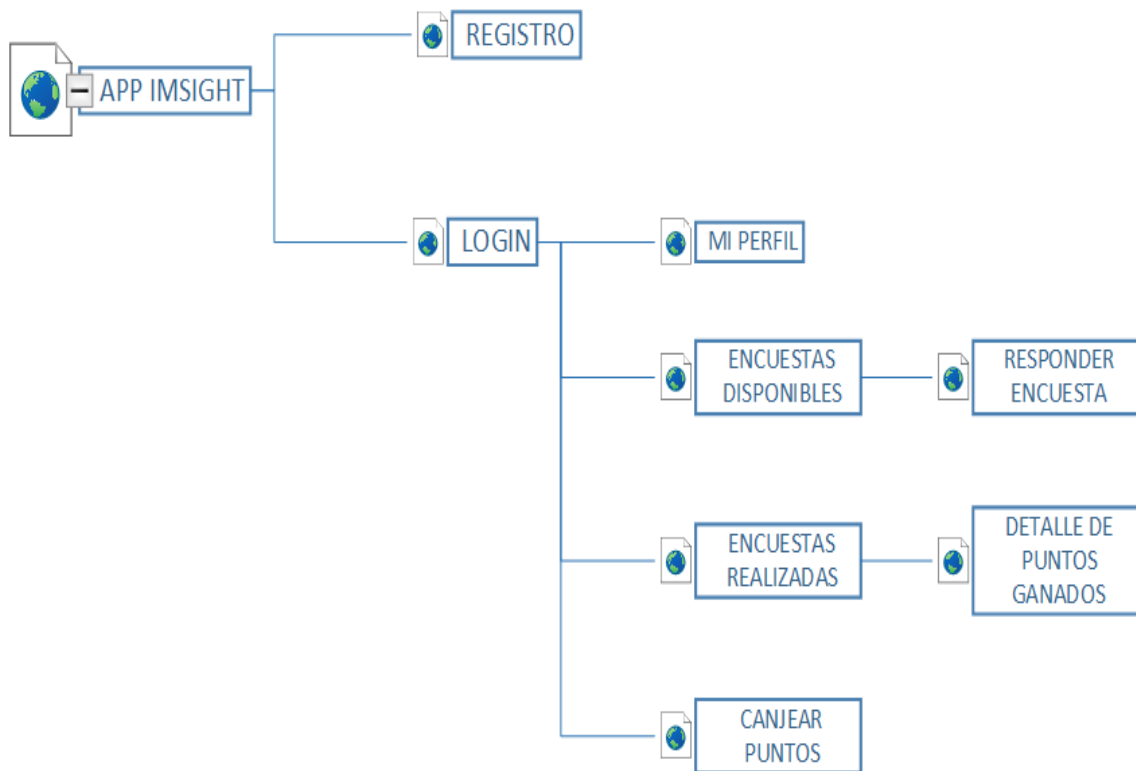 REGISTRO
APP IMSIGHT
LOGIN
MI PERFIL
ENCUESTAS
DISPONIBLES
RESPONDER
ENCUESTA
ENCUESTAS
REALIZADAS
DETALLE DE
PUNTOS
GANADOS
CANJEAR
PUNTOS